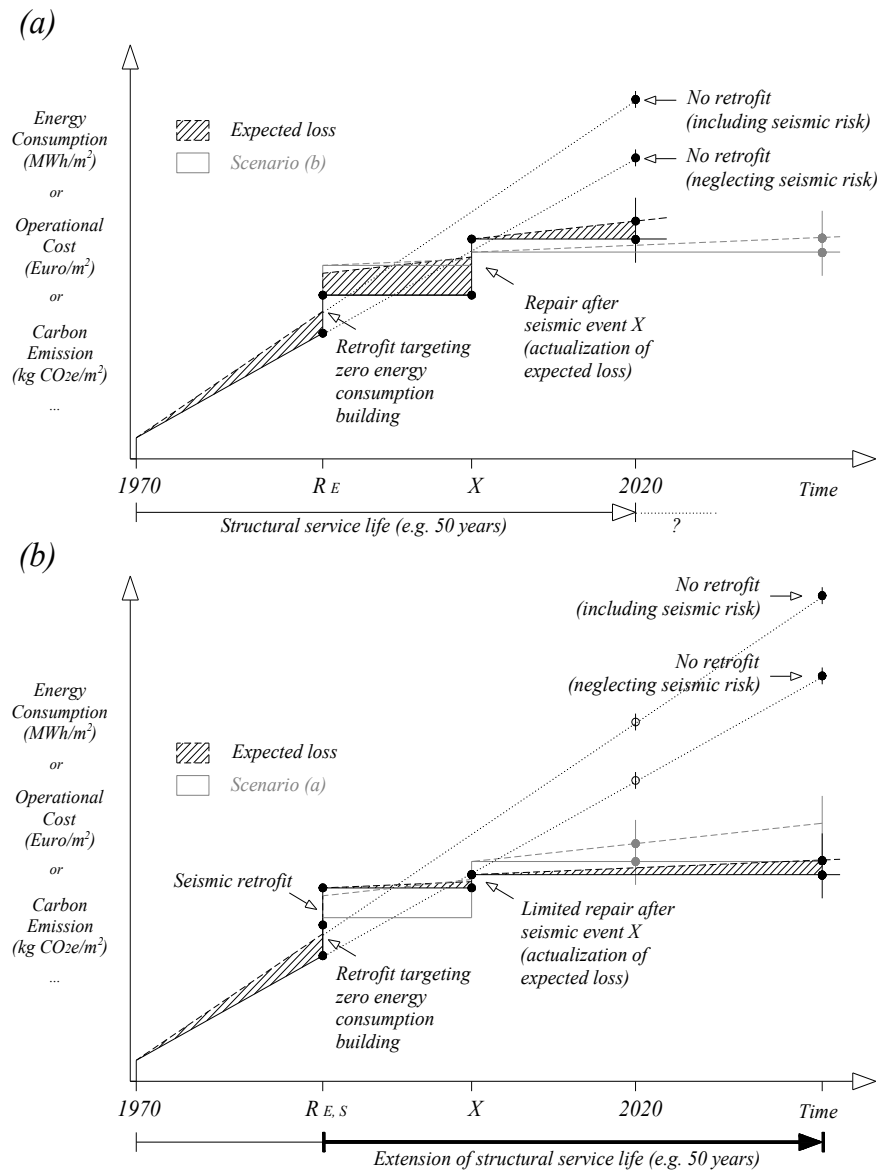 (a)
Energy
Consumption
(MWh/m²)
or
Operational
Cost
(Euro/m²)
or
Carbon
Emission
(kg CO2e/m²)
...
Expected loss
Scenario (b)
No retrofit
(including seismic risk)
No retrofit
(neglecting seismic risk)
Repair after
seismic event X
(actualization of
expected loss)
Retrofit targeting
zero energy
consumption
building
1970
R E
X
2020
Time
Structural service life (e.g. 50 years)
?
(b)
Energy
Consumption
(MWh/m²)
or
Operational
Cost
(Euro/m²)
or
Carbon
Emission
(kg CO2e/m²)
...
No retrofit
(including seismic risk)
No retrofit
(neglecting seismic risk)
Expected loss
Scenario (a)
Seismic retrofit
Limited repair after
seismic event X
(actualization of
expected loss)
Retrofit targeting
zero energy
consumption
building
1970
R E, S
X
2020
Time
Extension of structural service life (e.g. 50 years)